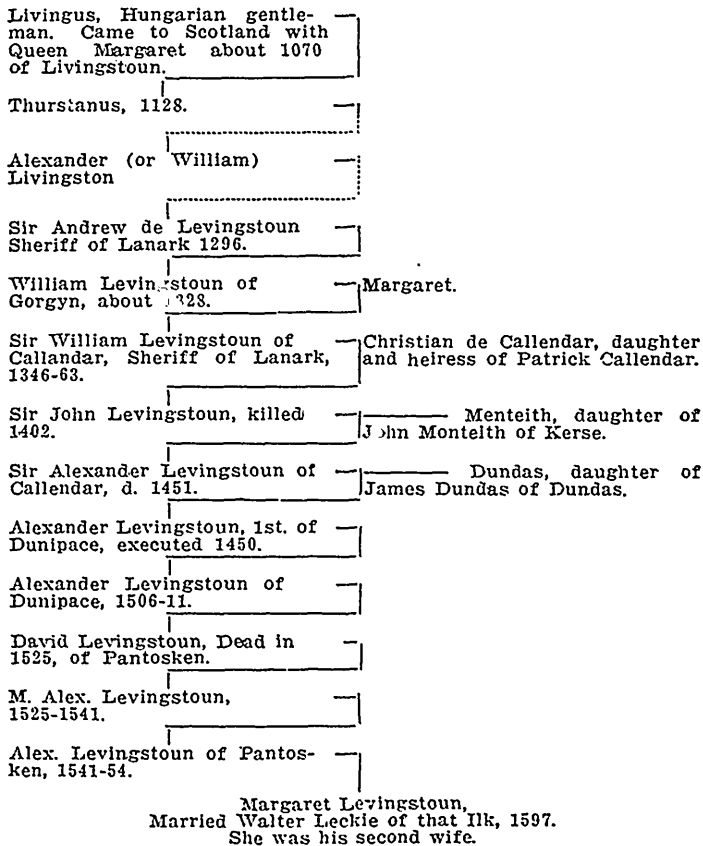 Livingus, Hungarian gentle-
man. Came to Scotland with
Queen Margaret about 1070
of Livingstoun.
Thurstanus, 1128.
Alexander (or William)
Livingston
Sir Andrew de Levingstoun
Sheriff of Lanark 1296.
William Levingstoun of
Gorgyn, about 1328.
Margaret.
Sir William Levingstoun of
Callandar, Sheriff of Lanark,
1346-63.
Christian de Callendar, daughter
and heiress of Patrick Callendar.
Sir John Levingstoun, killed
1402.
——— Menteith, daughter of
John Monteith of Kerse.
Sir Alexander Levingstoun of
Callendar, d. 1451.
——— Dundas, daughter of
James Dundas of Dundas.
Alexander Levingstoun, 1st. of
Dunipace, executed 1450.
Alexander Levingstoun of
Dunipace, 1506-11.
David Levingstoun, Dead in
1525, of Pantosken.
M. Alex. Levingstoun,
1525-1541.
Alex. Levingstoun of Pantos-
ken, 1541-54.
Margaret Levingstoun,
Married Walter Leckie of that Ilk, 1597.
She was his second wife.